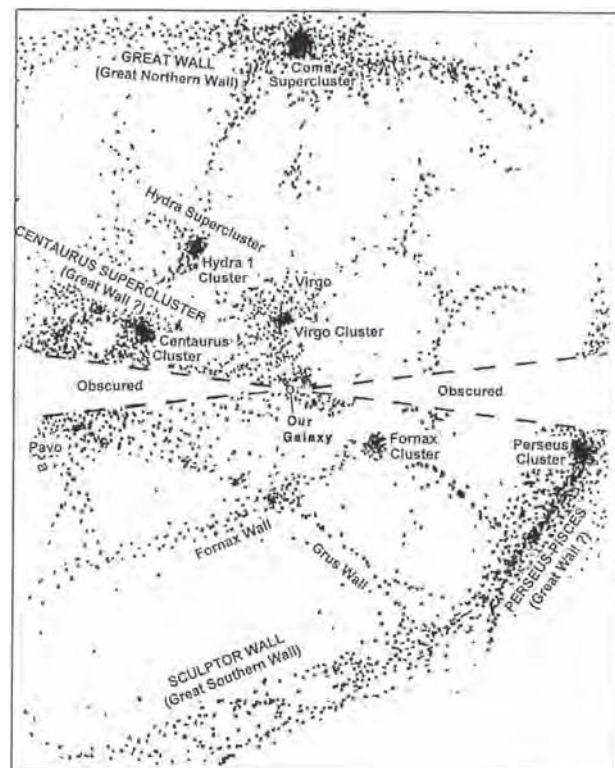 GREAT WALL
(Great Northern Wall)
Coma
Supercluster
Hydra Supercluster
CENTAURUS SUPERCLUSTER
(Great Wall ?)
Hydra 1
Cluster
Virgo
Virgo Cluster
Centaurus
Cluster
Obscured
Obscured
Our
Galaxy
Pavo
Fornax
Cluster
Perseus
Cluster
Fornax Wall
Grus Wall
PERSEUS-PISCES
(Great Wall ?)
SCULPTOR WALL
(Great Southern Wall)